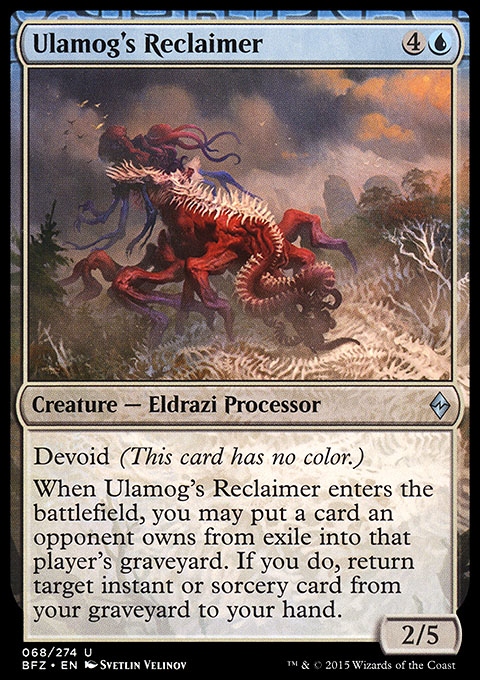 Ulamog's Reclaimer 4
Creature — Eldrazi Processor
Devoid (This card has no color.)
When Ulamog's Reclaimer enters the
battlefield, you may put a card an
opponent owns from exile into that
player's graveyard. If you do, return
target instant or sorcery card from
your graveyard to your hand.
2/5
068/274 U
BFZ • EN Svetlin Velinov
™ & © 2015 Wizards of the Coast